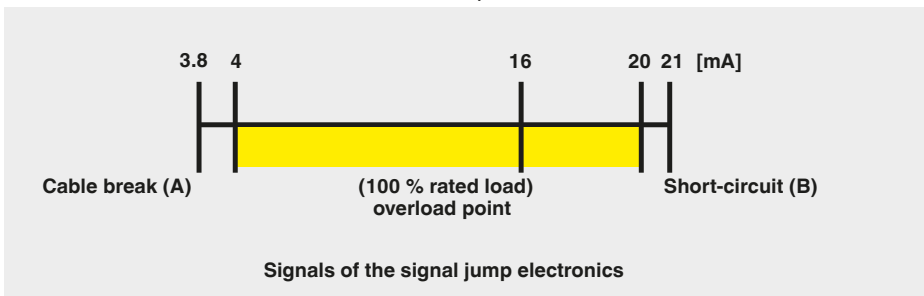 3.8 4 16 20 21 [mA]
Cable break (A) (100 % rated load) Short-circuit (B)
overload point
Signals of the signal jump electronics